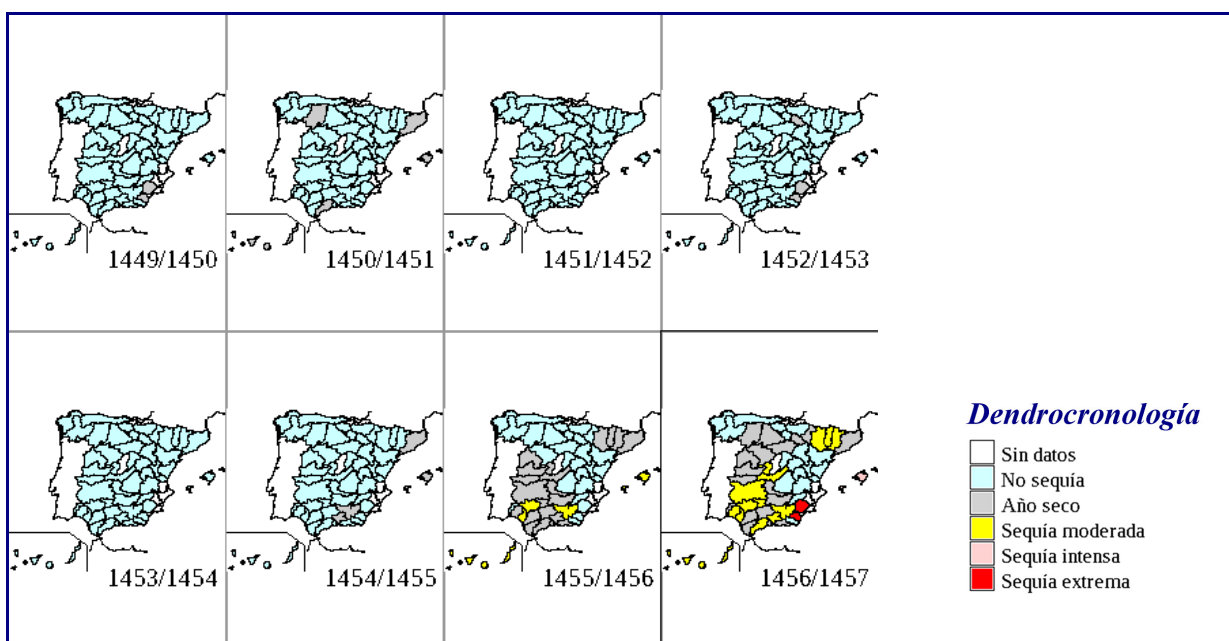 1449/1450
1450/1451
1451/1452
1452/1453
1453/1454
1454/1455
1455/1456
1456/1457
Dendrocronología
Sin datos
No sequía
Año seco
Sequía moderada
Sequía intensa
Sequía extrema